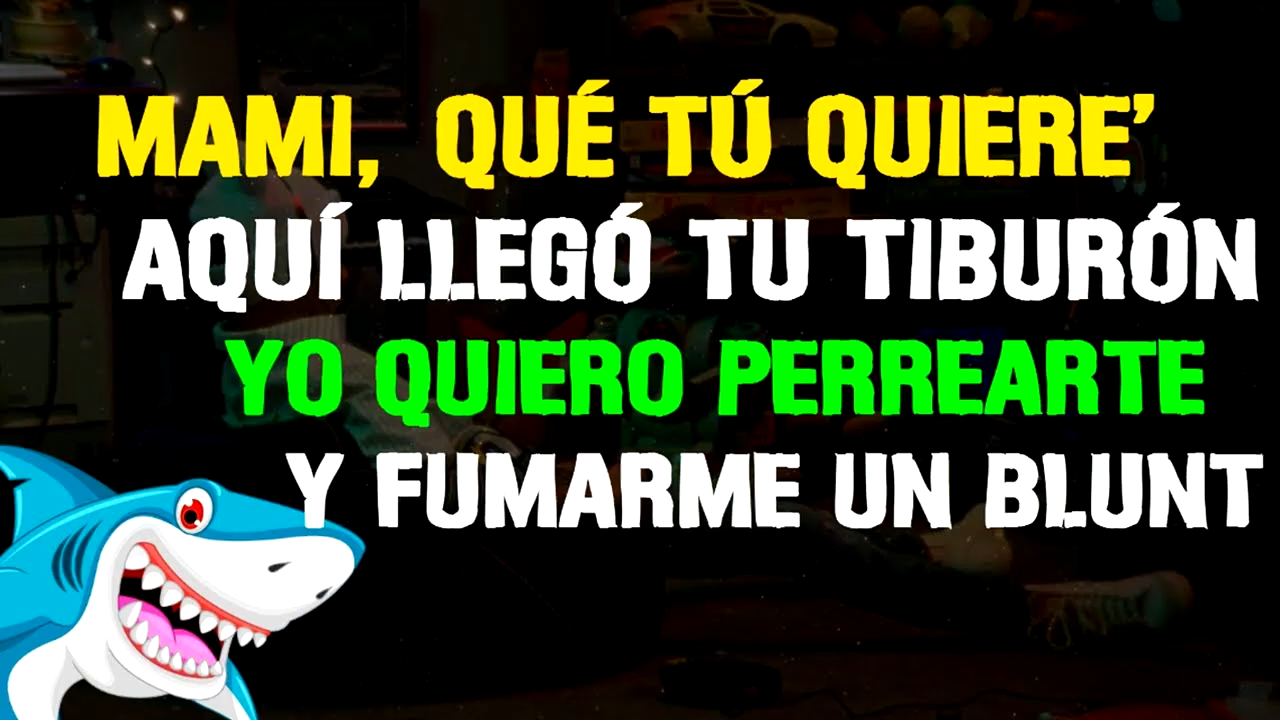 MAMI, QUÉ TÚ QUIERE'
AQUÍ LLEGÓ TU TIBURÓN
YO QUIERO PERREARTE
Y FUMARME UN BLUNT